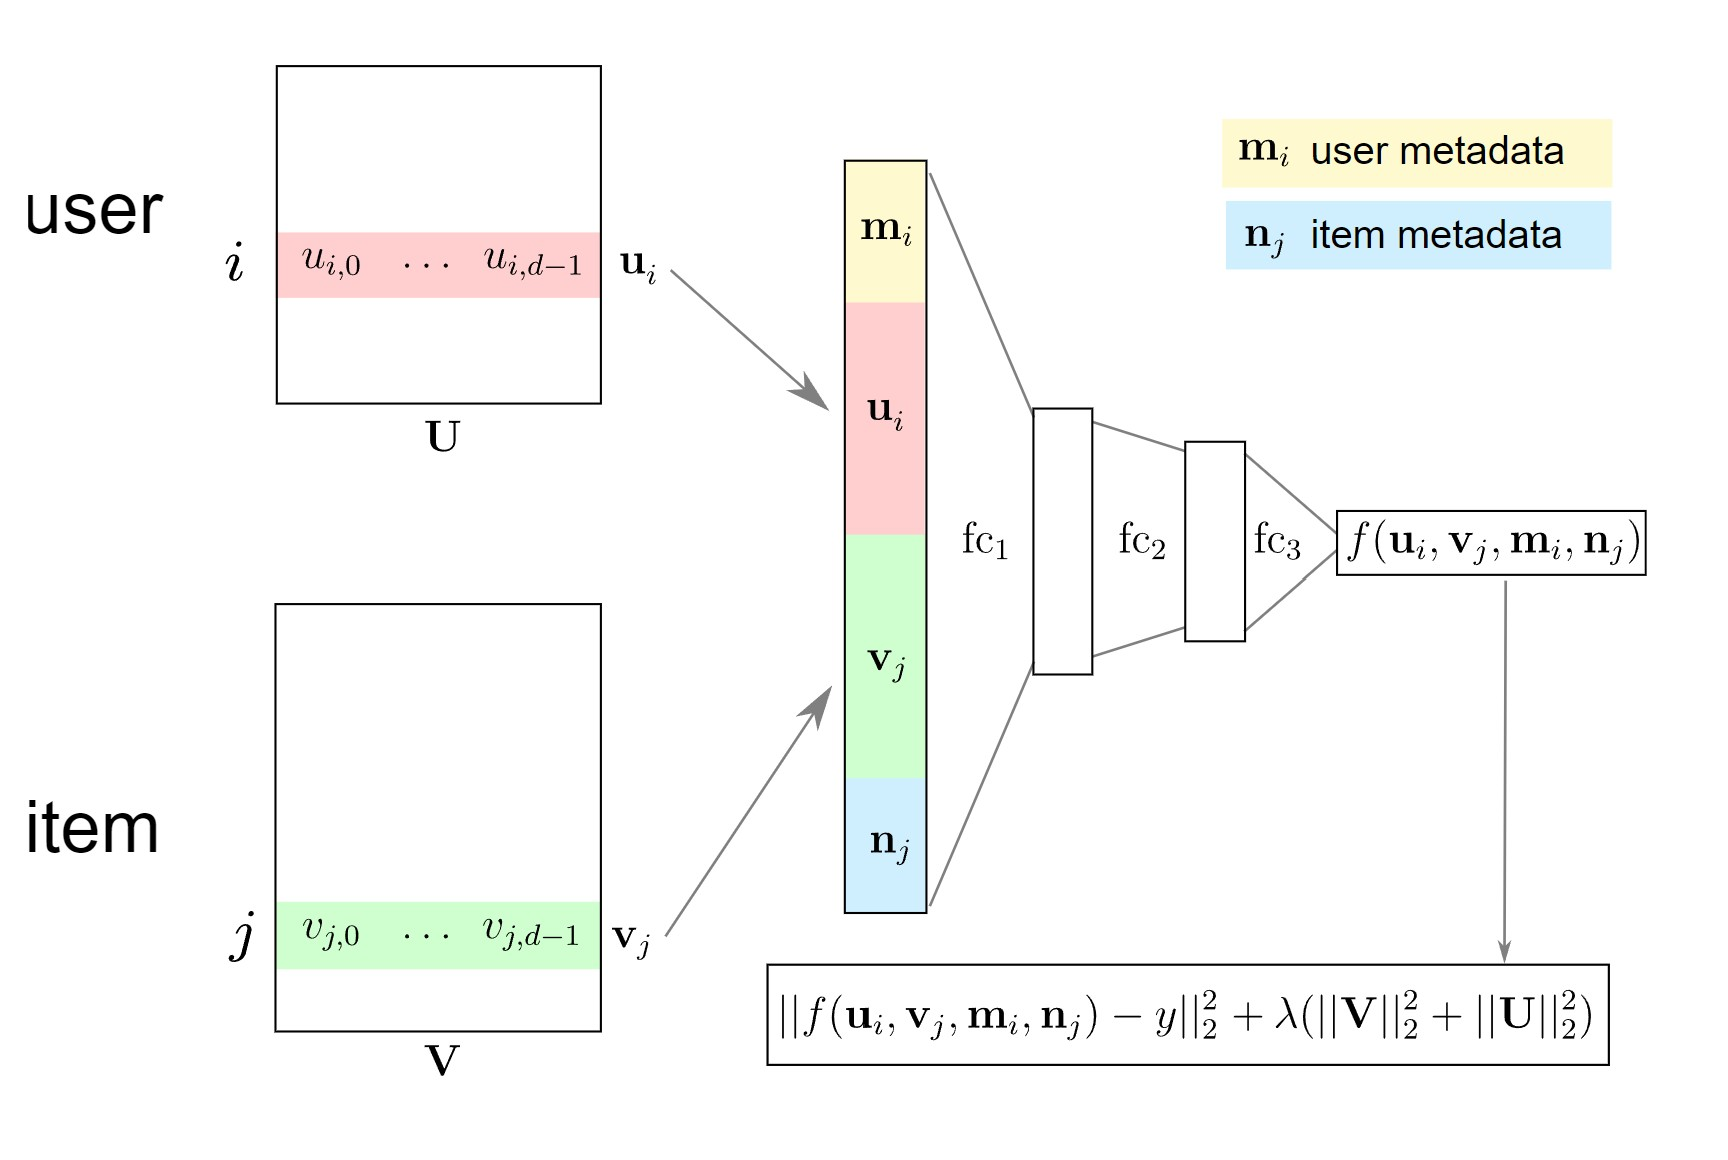 user
i
u_{i,0} ... u_{i,d−1}
u_i
U
item
j
v_{j,0} ... v_{j,d−1}
v_j
V
m_i
u_i
v_j
n_j
fc_1
fc_2
fc_3
m_i user metadata
n_j item metadata
f(u_i, v_j, m_i, n_j)
||f(u_i, v_j, m_i, n_j) − y||_2^2 + λ(||V||_2^2 + ||U||_2^2)